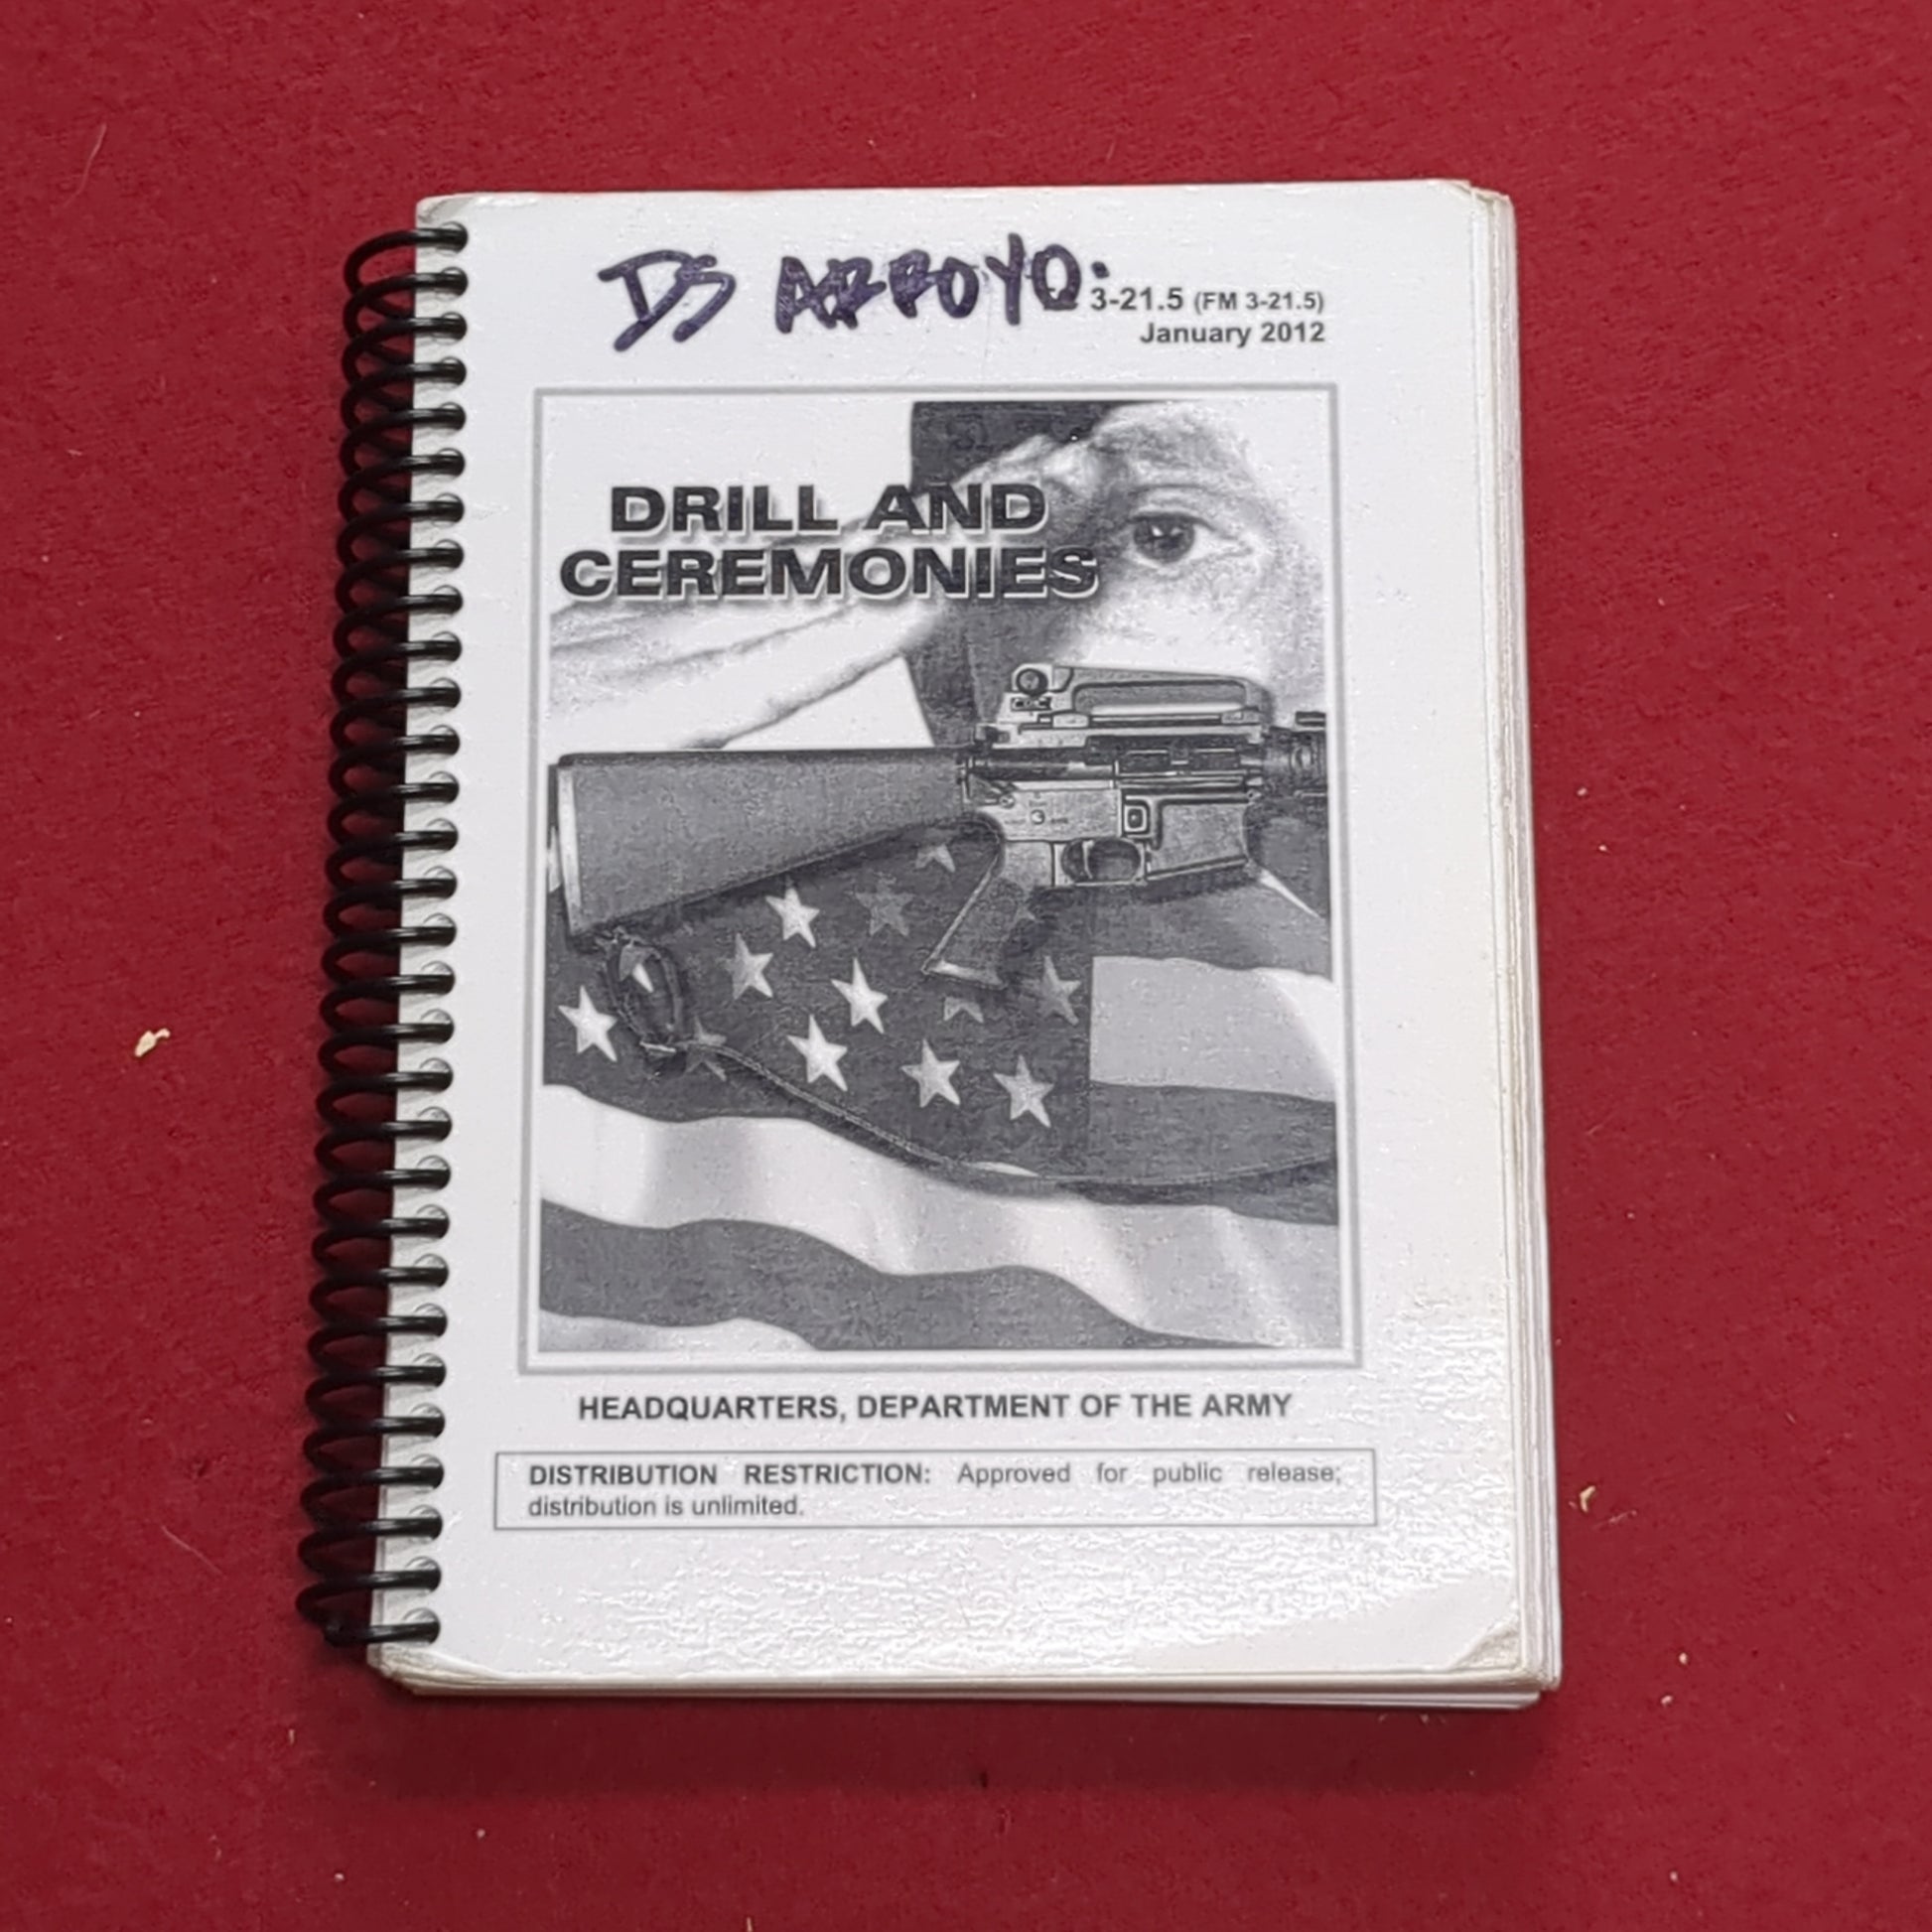 DS ARROYO.
3-21.5 (FM 3-21.5)
January 2012
DRILL AND
CEREMONIES
HEADQUARTERS, DEPARTMENT OF THE ARMY
DISTRIBUTION RESTRICTION: Approved for public release;
distribution is unlimited.